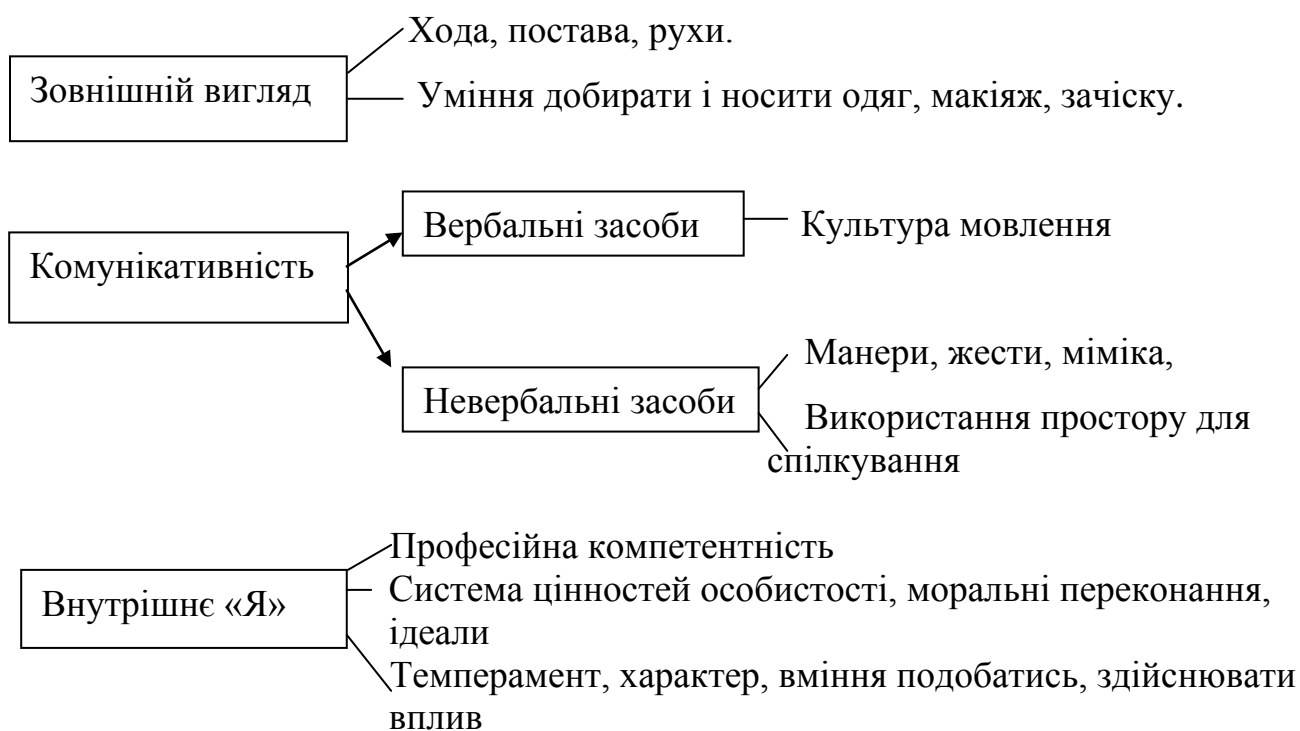 Хода, постава, рухи.
Зовнішній вигляд
Уміння добирати і носити одяг, макіяж, зачіску.
Вербальні засоби
Культура мовлення
Комунікативність
Манери, жести, міміка,
Невербальні засоби
Використання простору для
спілкування
Професійна компетентність
Система цінностей особистості, моральні переконання,
ідеали
Внутрішнє «Я»
Темперамент, характер, вміння подобатись, здійснювати
вплив